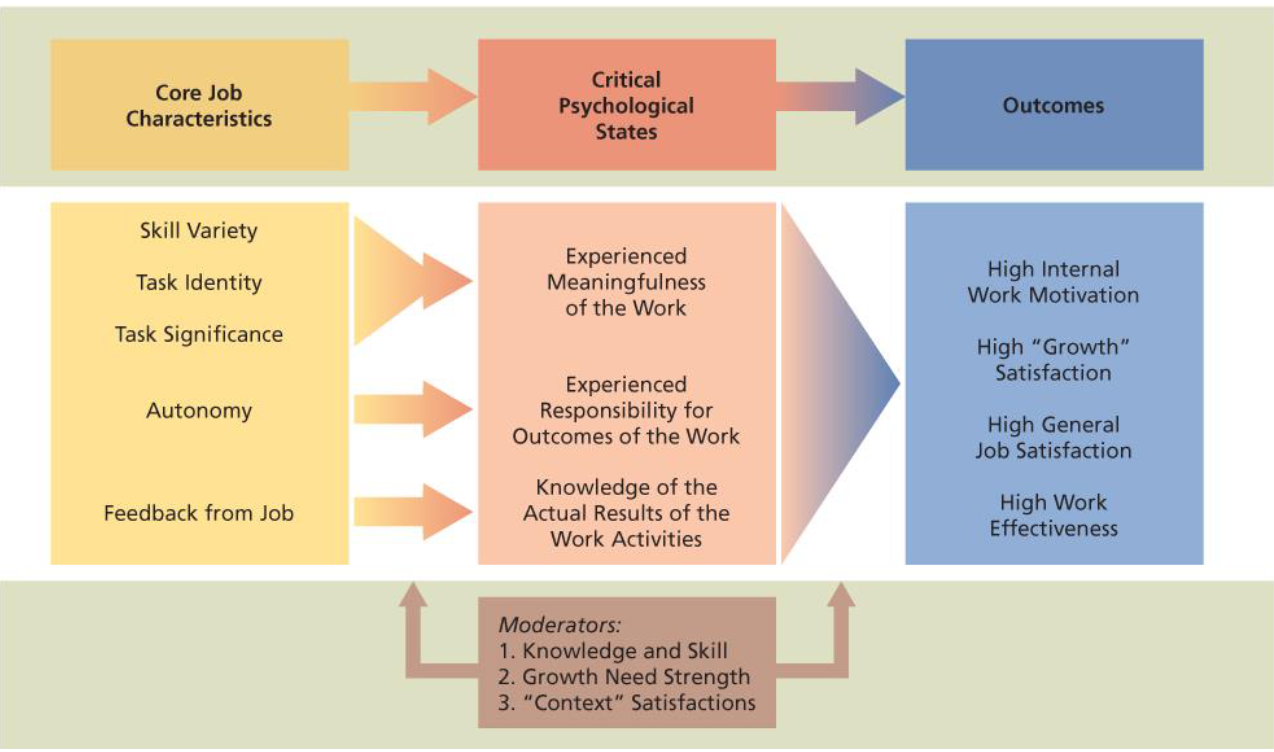 Core Job
Characteristics
Critical
Psychological
States
Outcomes
Skill Variety
Task Identity
Task Significance
Autonomy
Feedback from Job
Experienced
Meaningfulness
of the Work
Experienced
Responsibility for
Outcomes of the Work
Knowledge of the
Actual Results of the
Work Activities
High Internal
Work Motivation
High “Growth”
Satisfaction
High General
Job Satisfaction
High Work
Effectiveness
Moderators:
1. Knowledge and Skill
2. Growth Need Strength
3. “Context” Satisfactions